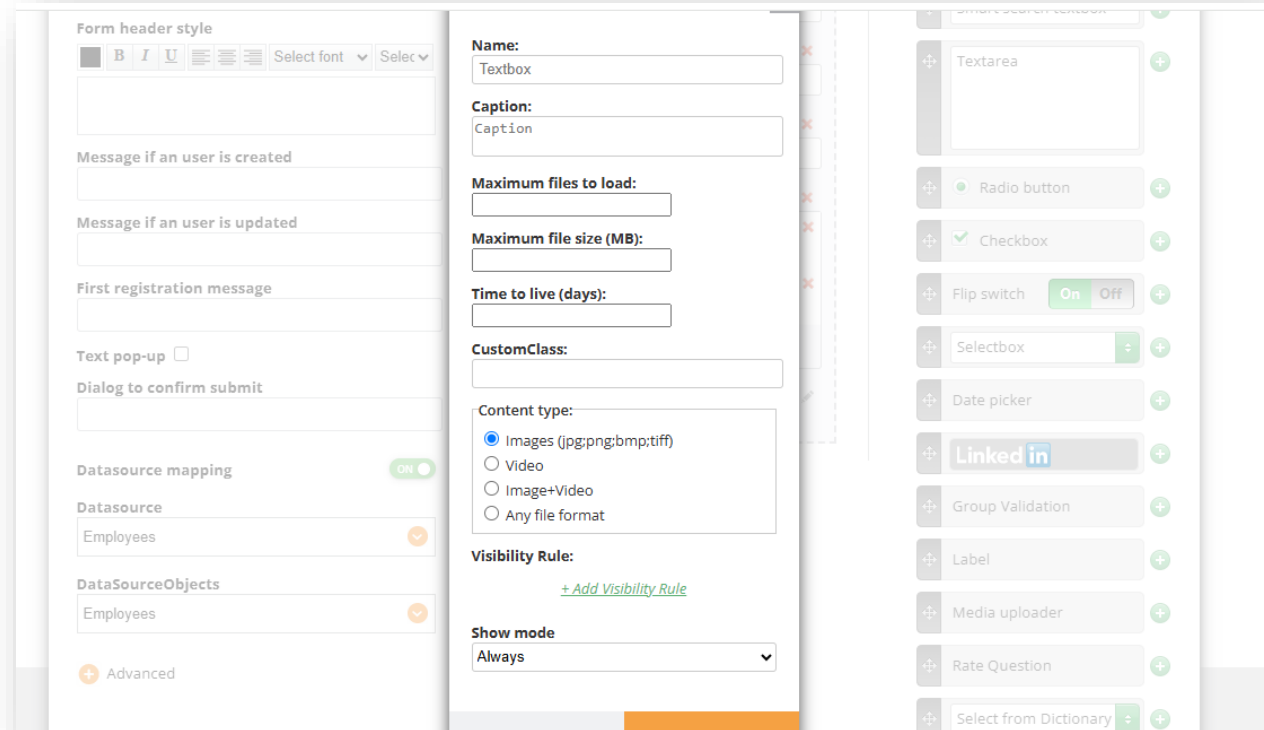 Form header style
B I U Select font Selec
Message if an user is created
Message if an user is updated
First registration message
Text pop-up
Dialog to confirm submit
Datasource mapping ON
Datasource
Employees
DataSourceObjects
Employees
Advanced
Name:
Textbox
Caption:
Caption
Maximum files to load:
Maximum file size (MB):
Time to live (days):
CustomClass:
Content type:
Images (jpg;png;bmp;tiff)
Video
Image+Video
Any file format
Visibility Rule:
+ Add Visibility Rule
Show mode
Always
Smart search textbox
Textarea
Radio button
Checkbox
Flip switch On Off
Selectbox
Date picker
Linked in
Group Validation
Label
Media uploader
Rate Question
Select from Dictionary